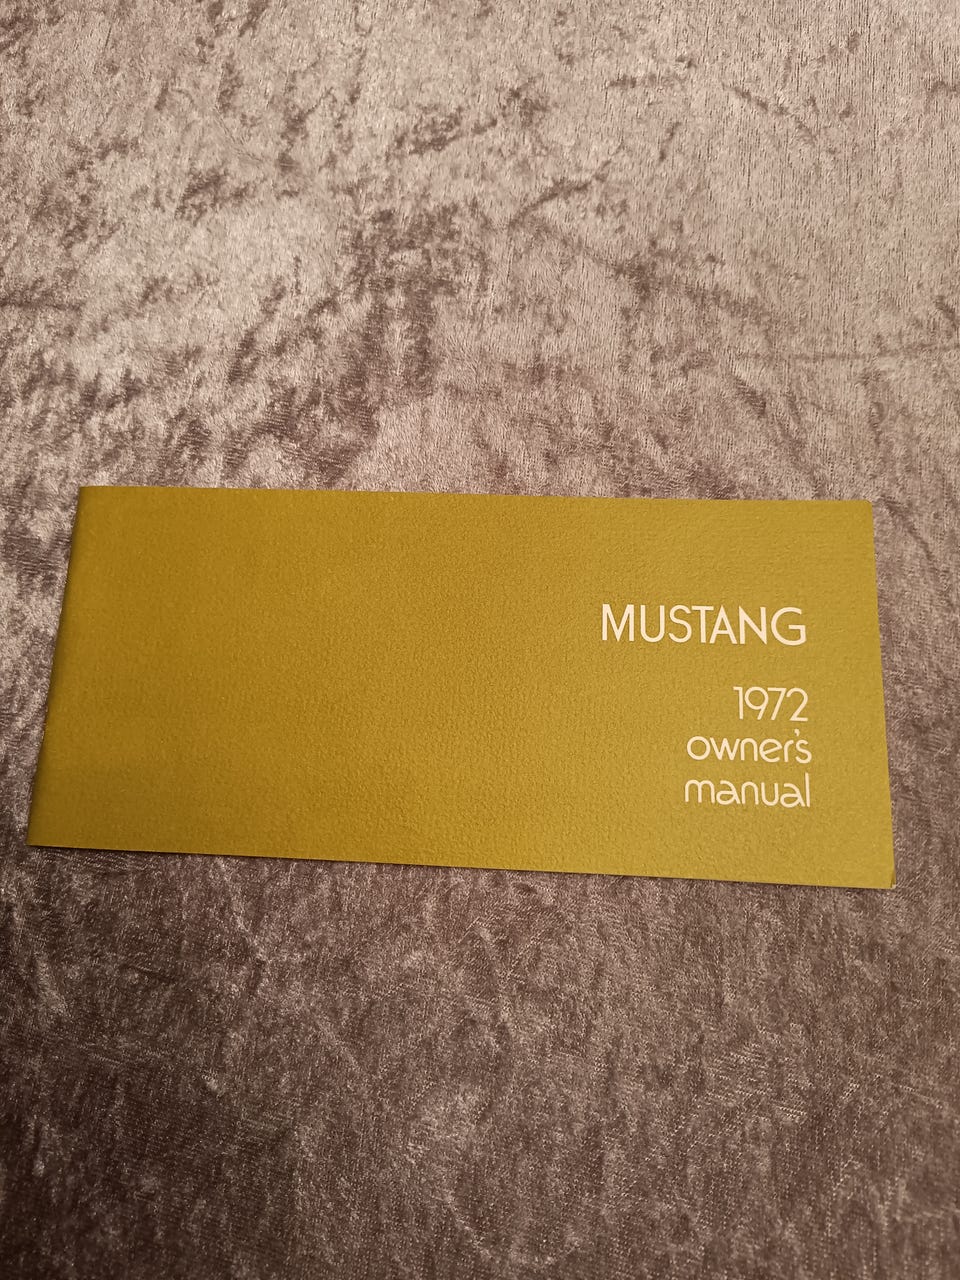 MUSTANG
1972
owner's
manual